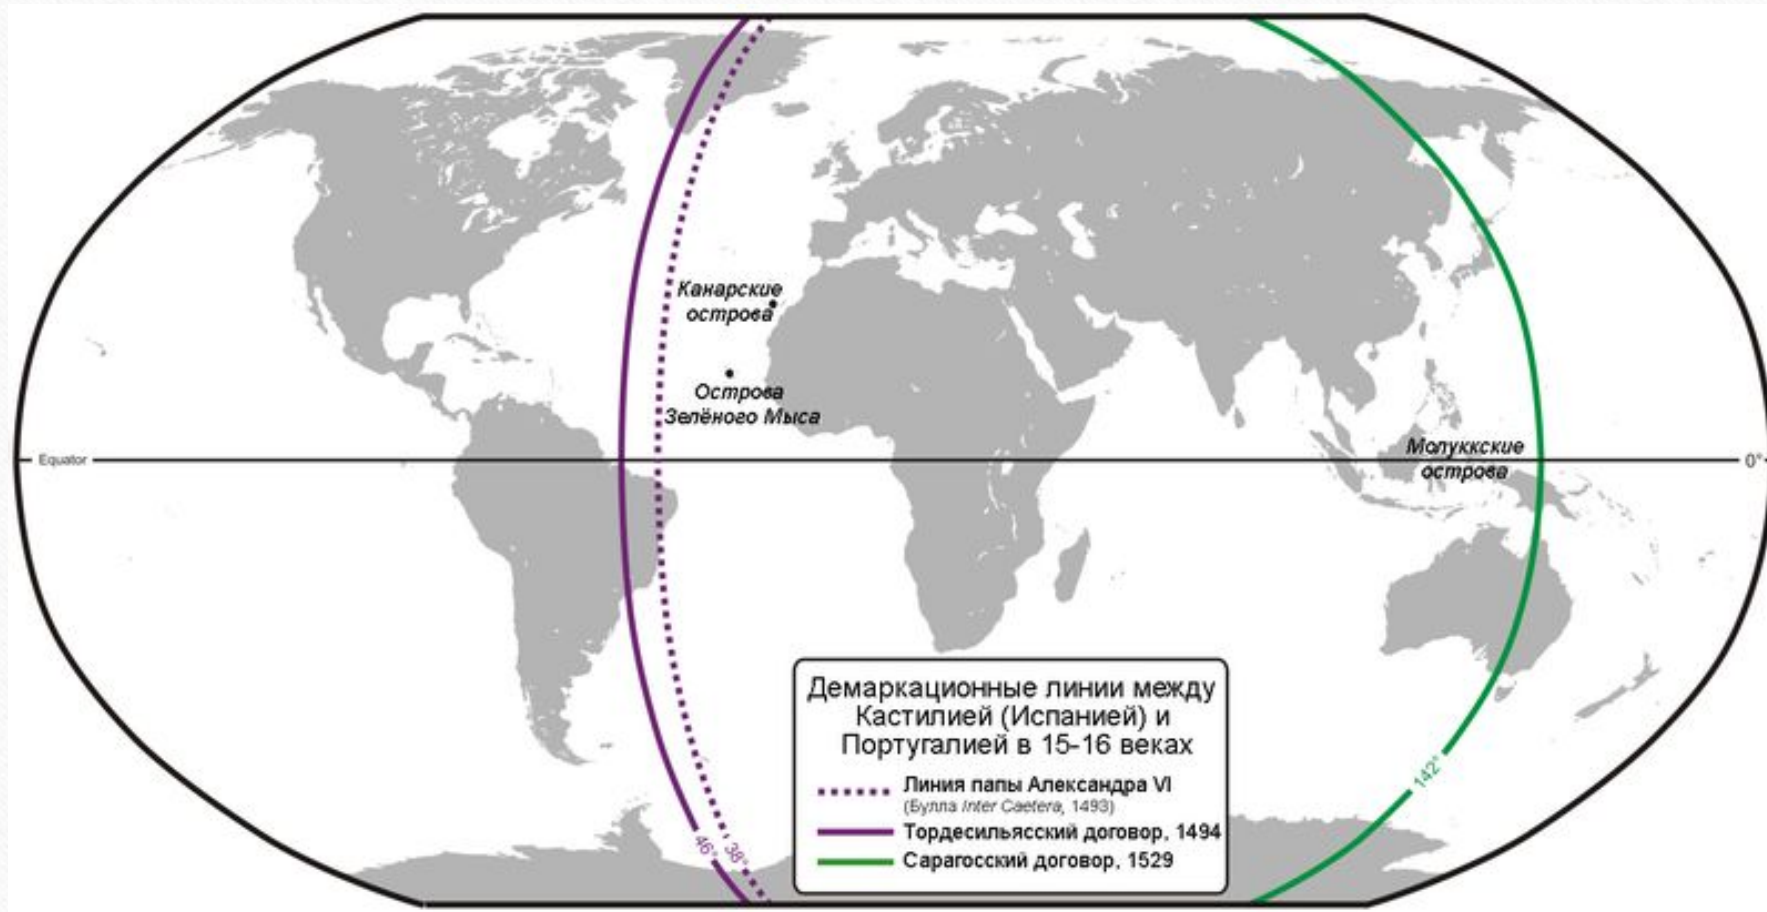 Канарские
острова
Острова
Зелёного Мыса
Equator
0°
Молуккские
острова
Демаркационные линии между
Кастилией (Испанией) и
Португалией в 15-16 веках
Линия папы Александра VI
(Булла Inter Caetera, 1493)
Тордесильясский договор, 1494
Сарагосский договор, 1529
46°
38°
142°